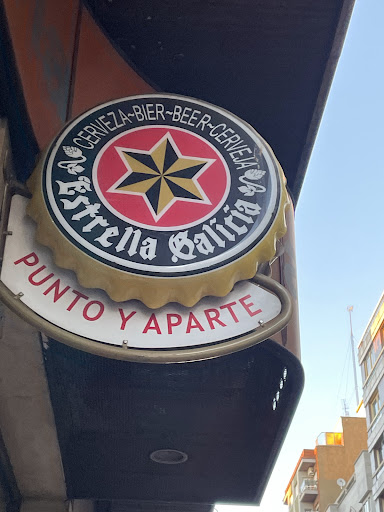 CERVEZA~BIER~BEER~CERVEJA
Estrella Galicia
PUNTO Y APARTE